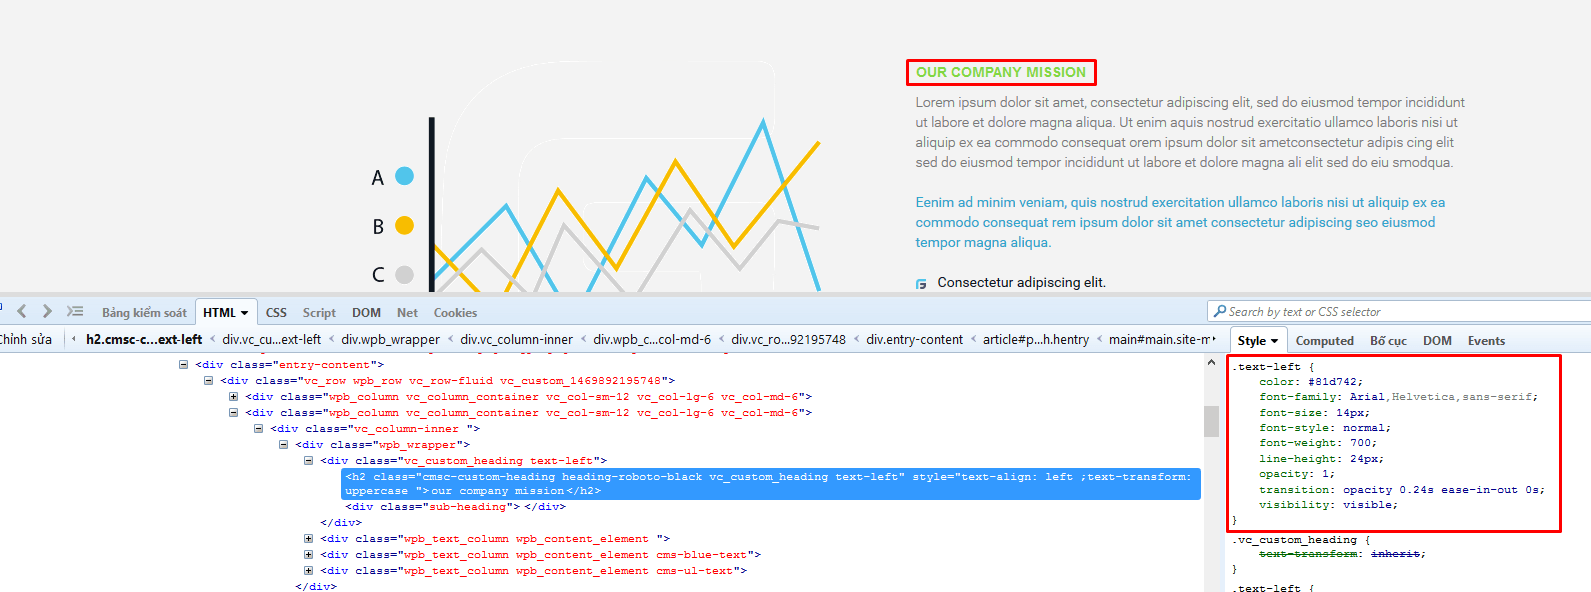 OUR COMPANY MISSION
Lorem ipsum dolor sit amet, consectetur adipiscing elit, sed do eiusmod tempor incididunt
ut labore et dolore magna aliqua. Ut enim aquis nostrud exercitatio ullamco laboris nisi ut
aliquip ex ea commodo consequat orem ipsum dolor sit ametconsectetur adipis cing elit
sed do eiusmod tempor incididunt ut labore et dolore magna ali elit sed do eiu smodqua.
Eenim ad minim veniam, quis nostrud exercitation ullamco laboris nisi ut aliquip ex ea
commodo consequat rem ipsum dolor sit amet consectetur adipiscing seo eiusmod
tempor magna aliqua.
Consectetur adipiscing elit.
A
B
C
Bảng kiểm soát HTML CSS Script DOM Net Cookies
Search by text or CSS selector
Chỉnh sửa h2.cmsc-c...ext-left < div.vc_cu...ext-left < div.wpb_wrapper < div.vc_column-inner < div.wpb_c...col-md-6 < div.vc_ro...92195748 < div.entry-content < article#p...h.hentry < main#main.site-m
Style Computed Bố cục DOM Events
<div class="entry-content">
<div class="vc_row wpb_row vc_row-fluid vc_custom_1469892195748">
<div class="wpb_column vc_column_container vc_col-sm-12 vc_col-lg-6 vc_col-md-6">
<div class="wpb_column vc_column_container vc_col-sm-12 vc_col-lg-6 vc_col-md-6">
<div class="vc_column-inner ">
<div class="wpb_wrapper">
<div class="vc_custom_heading text-left">
<h2 class="cmsc-custom-heading heading-roboto-black vc_custom_heading text-left" style="text-align: left ;text-transform:
uppercase ">our company mission</h2>
<div class="sub-heading"> </div>
</div>
<div class="wpb_text_column wpb_content_element ">
<div class="wpb_text_column wpb_content_element cms-blue-text">
<div class="wpb_text_column wpb_content_element cms-ul-text">
</div>
.text-left {
color: #81d742;
font-family: Arial,Helvetica,sans-serif;
font-size: 14px;
font-style: normal;
font-weight: 700;
line-height: 24px;
opacity: 1;
transition: opacity 0.24s ease-in-out 0s;
visibility: visible;
}
.vc_custom_heading {
text-transform: inherit;
}
.text-left {